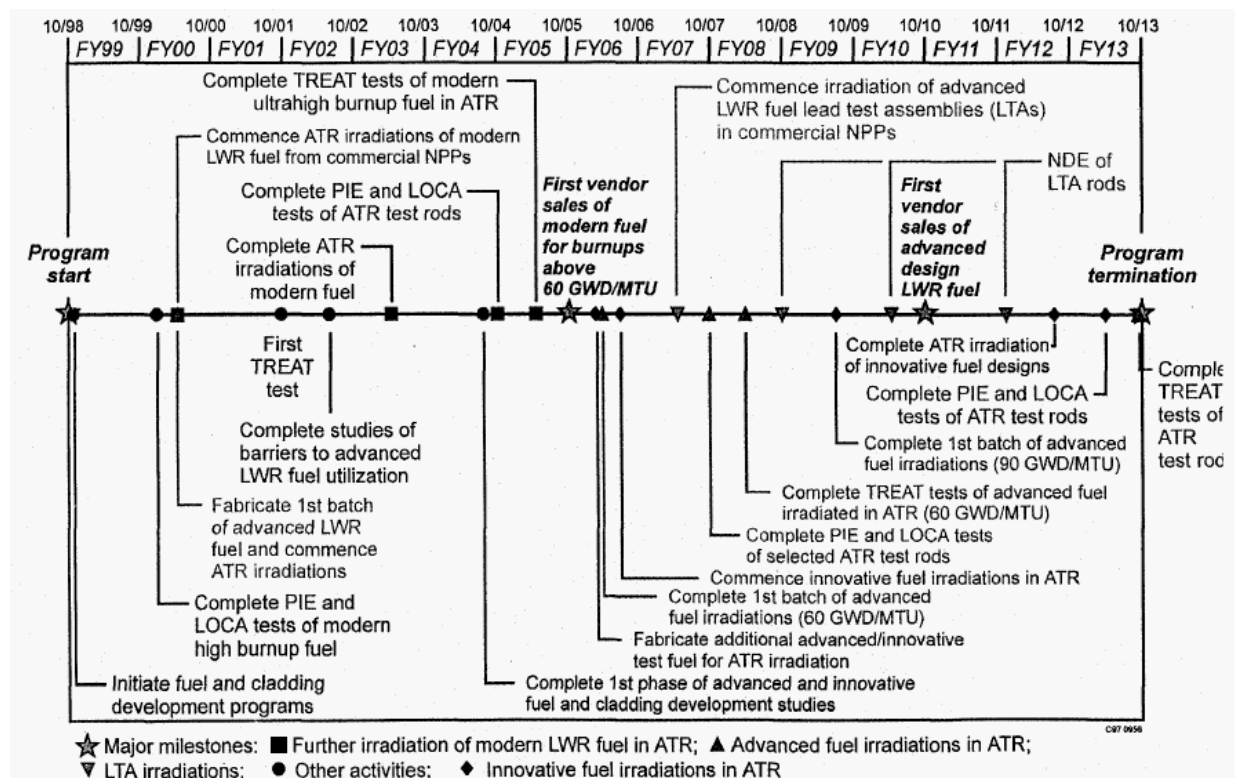 10/98 10/99 10/00 10/01 10/02 10/03 10/04 10/05 10/06 10/07 10/08 10/09 10/10 10/11 10/12 10/13
FY99 FY00 FY01 FY02 FY03 FY04 FY05 FY06 FY07 FY08 FY09 FY10 FY11 FY12 FY13
Complete TREAT tests of modern
ultrahigh burnup fuel in ATR
Commence irradiation of advanced
LWR fuel lead test assemblies (LTAs)
in commercial NPPs
Commence ATR irradiations of modern
LWR fuel from commercial NPPs
NDE of
LTA rods
Complete PIE and LOCA
tests of ATR test rods
First vendor
sales of
modern fuel
for burnups
above
60 GWD/MTU
First
vendor
sales of
advanced
design
LWR fuel
Complete ATR
irradiations of
modern fuel
Program
start
Program
termination
First
TREAT
test
Complete ATR irradiation
of innovative fuel designs
Complete PIE and LOCA
tests of ATR test rods
Comple
TREAT
tests of
ATR
test rod
Complete studies of
barriers to advanced
LWR fuel utilization
Complete 1st batch of advanced
fuel irradiations (90 GWD/MTU)
Fabricate 1st batch
of advanced LWR
fuel and commence
ATR irradiations
Complete TREAT tests of advanced fuel
irradiated in ATR (60 GWD/MTU)
Complete PIE and LOCA tests
of selected ATR test rods
Commence innovative fuel irradiations in ATR
Complete PIE and
LOCA tests of modern
high burnup fuel
Complete 1st batch of advanced
fuel irradiations (60 GWD/MTU)
Fabricate additional advanced/innovative
test fuel for ATR irradiation
Initiate fuel and cladding
development programs
Complete 1st phase of advanced and innovative
fuel and cladding development studies
C97 0956
Major milestones: Further irradiation of modern LWR fuel in ATR; Advanced fuel irradiations in ATR;
LTA irradiations; Other activities; Innovative fuel irradiations in ATR